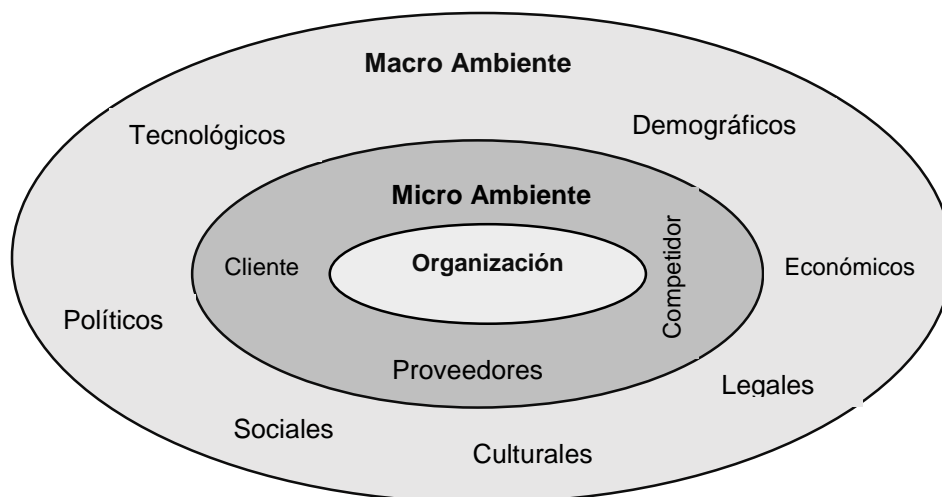 Macro Ambiente
Tecnológicos
Demográficos
Micro Ambiente
Cliente
Organización
Competidor
Económicos
Políticos
Proveedores
Legales
Sociales
Culturales